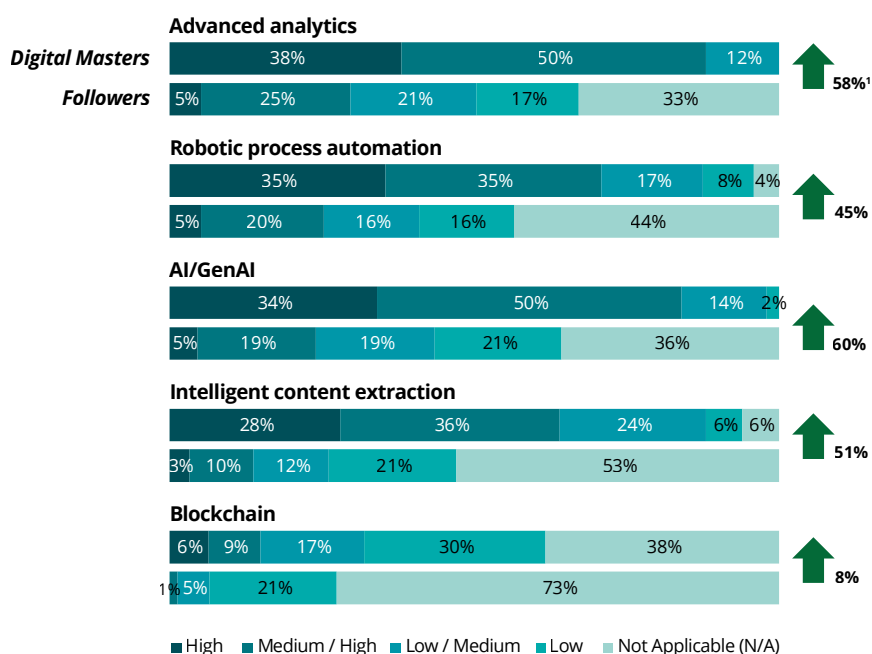 Advanced analytics
Digital Masters 38% 50% 12%
58%¹
Followers 5% 25% 21% 17% 33%
Robotic process automation
35% 35% 17% 8% 4%
45%
5% 20% 16% 16% 44%
AI/GenAI
34% 50% 14% 2%
60%
5% 19% 19% 21% 36%
Intelligent content extraction
28% 36% 24% 6% 6%
51%
3% 10% 12% 21% 53%
Blockchain
6% 9% 17% 30% 38%
8%
1% 5% 21% 73%
High Medium / High Low / Medium Low Not Applicable (N/A)